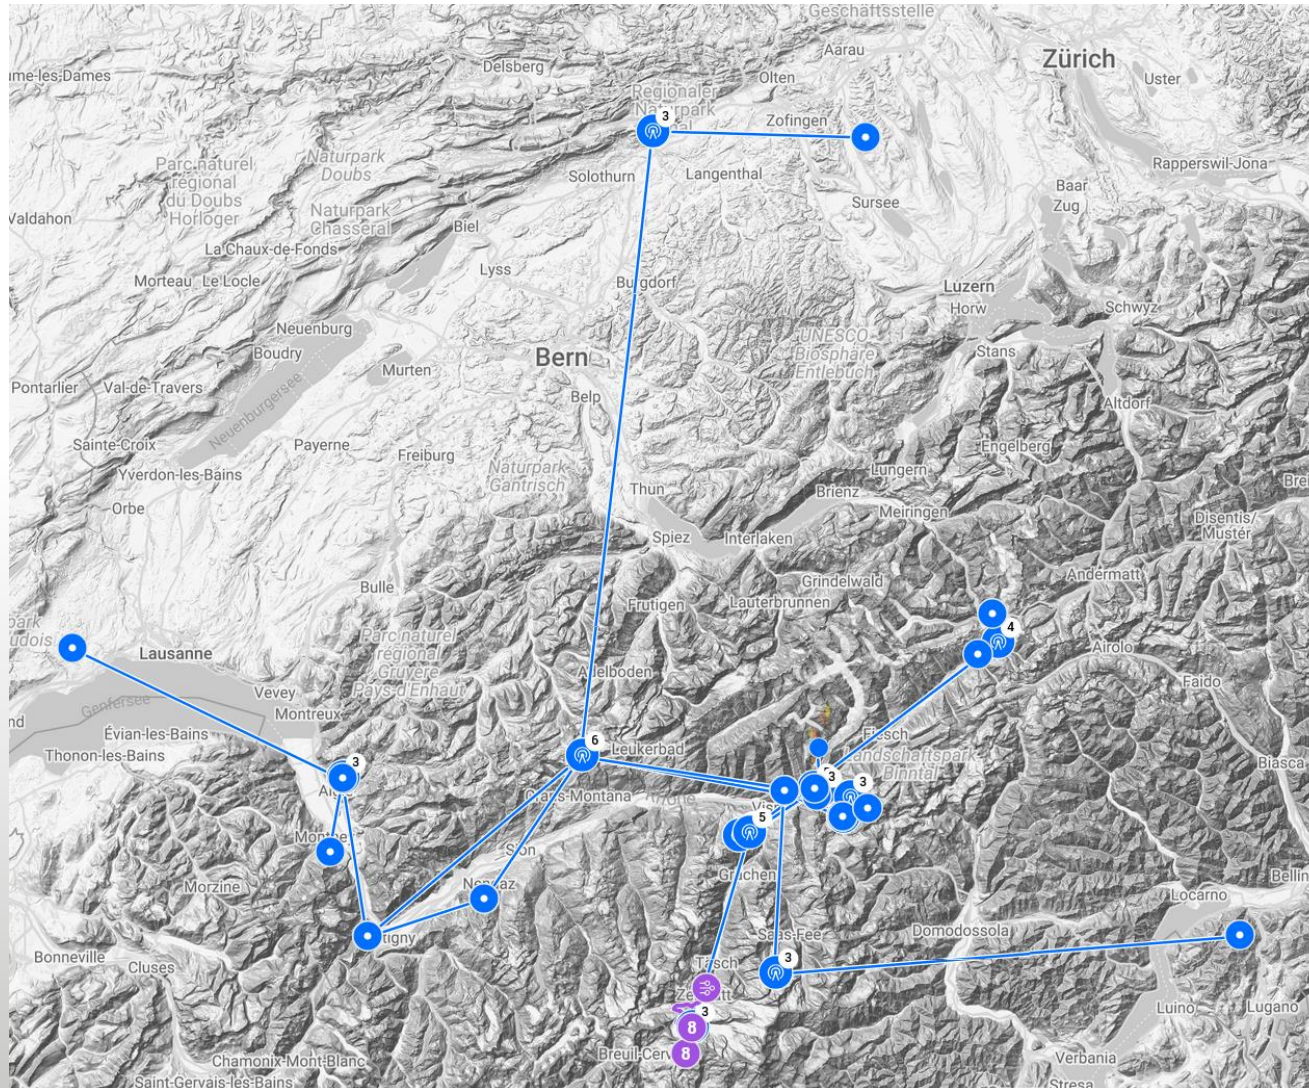 Geschäftsstelle
Aarau
Zürich
Uster
ume-les-Dames
Delsberg
Olten
Regionaler
Naturpark
3
Zofingen
Parc naturel
régional
du Doubs
Horloger
Naturpark
Doubs
Rapperswil-Jona
Solothurn
Langenthal
Baar
Zug
Sursee
Valdahon
Naturpark
Chasseral
Biel
La Chaux-de-Fonds
Morteau
Le Locle
Lyss
Burgdorf
Luzern
Horw
Schwyz
Neuenburg
Boudry
UNESCO
Biosphäre
Entlebuch
Stans
Bern
Murten
Pontarlier
Val-de-Travers
Neuenburgersee
Belp
Altdorf
Sainte-Croix
Payerne
Freiburg
Engelberg
Yverdon-les-Bains
Naturpark
Gantrisch
Lungern
Thun
Brienz
Orbe
Meiringen
Disentis/
Mustér
Spiez
Interlaken
Bulle
Grindelwald
Andermatt
Frutigen
Lauterbrunnen
4
Parc naturel
régional
Gruyère
Pays-d'Enhaut
Lausanne
Airolo
Adelboden
Faido
Vevey
Genfersee
Montreux
Évian-les-Bains
Thonon-les-Bains
6
Leukerbad
Fiesch
Landschaftspark
Binntal
Biasca
3
Crans-Montana
Rhone
3
3
5
Sion
Grächen
Nendaz
Morzine
Locarno
Saas-Fee
Domodossola
Bonneville
Cluses
3
Täsch
Zermatt
3
8
8
Breuil-Cervinia
Luino
Lugano
Chamonix-Mont-Blanc
Saint-Gervais-les-Bains
Verbania
Stresa